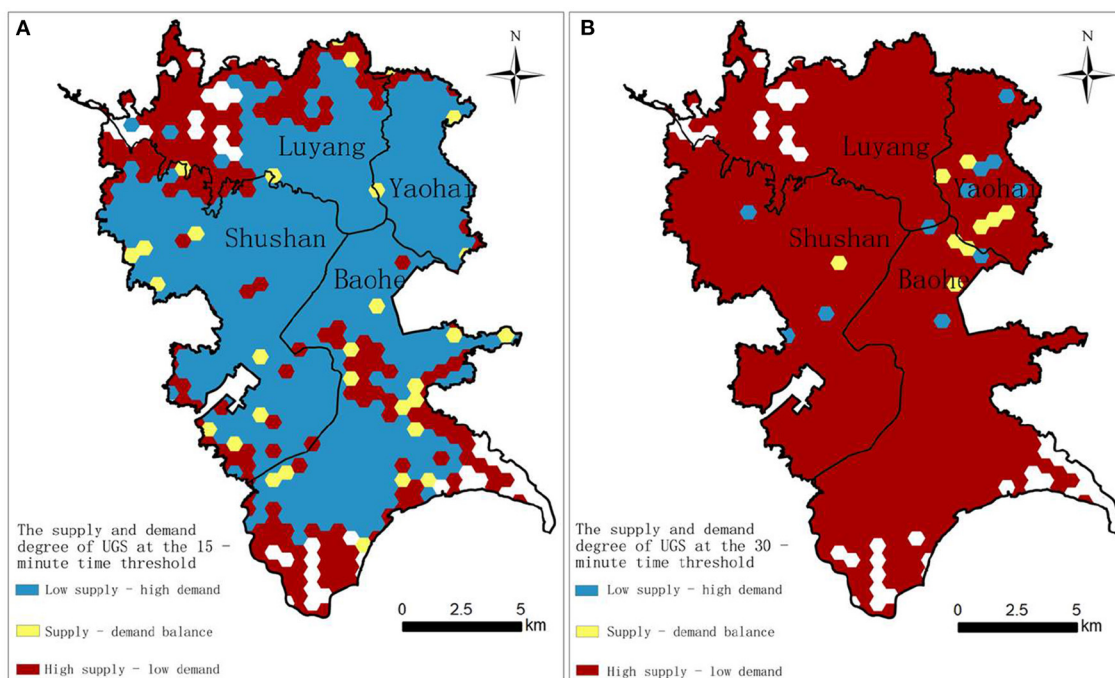 A
N
Luyang
Yaohai
Shushan
Baohe
The supply and demand
degree of UGS at the 15 -
minute time threshold
Low supply - high demand
Supply - demand balance
High supply - low demand
0 2.5 5
km
B
N
Luyang
Yaohai
Shushan
Baohe
The supply and demand
degree of UGS at the 30 -
minute time threshold
Low supply - high demand
Supply - demand balance
High supply - low demand
0 2.5 5
km